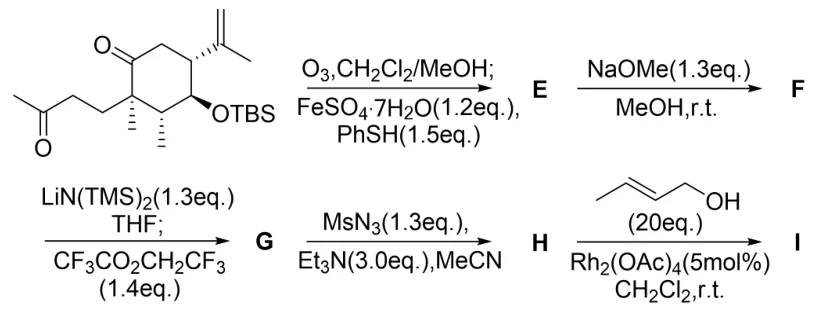 O
OTBS
O
O₃,CH₂Cl₂/MeOH;
FeSO₄·7H₂O(1.2eq.),
PhSH(1.5eq.)
E
NaOMe(1.3eq.)
MeOH,r.t.
F
LiN(TMS)₂(1.3eq.)
THF;
CF₃CO₂CH₂CF₃
(1.4eq.)
G
MsN₃(1.3eq.),
Et₃N(3.0eq.),MeCN
H
OH
(20eq.)
Rh₂(OAc)₄(5mol%)
CH₂Cl₂,r.t.
I